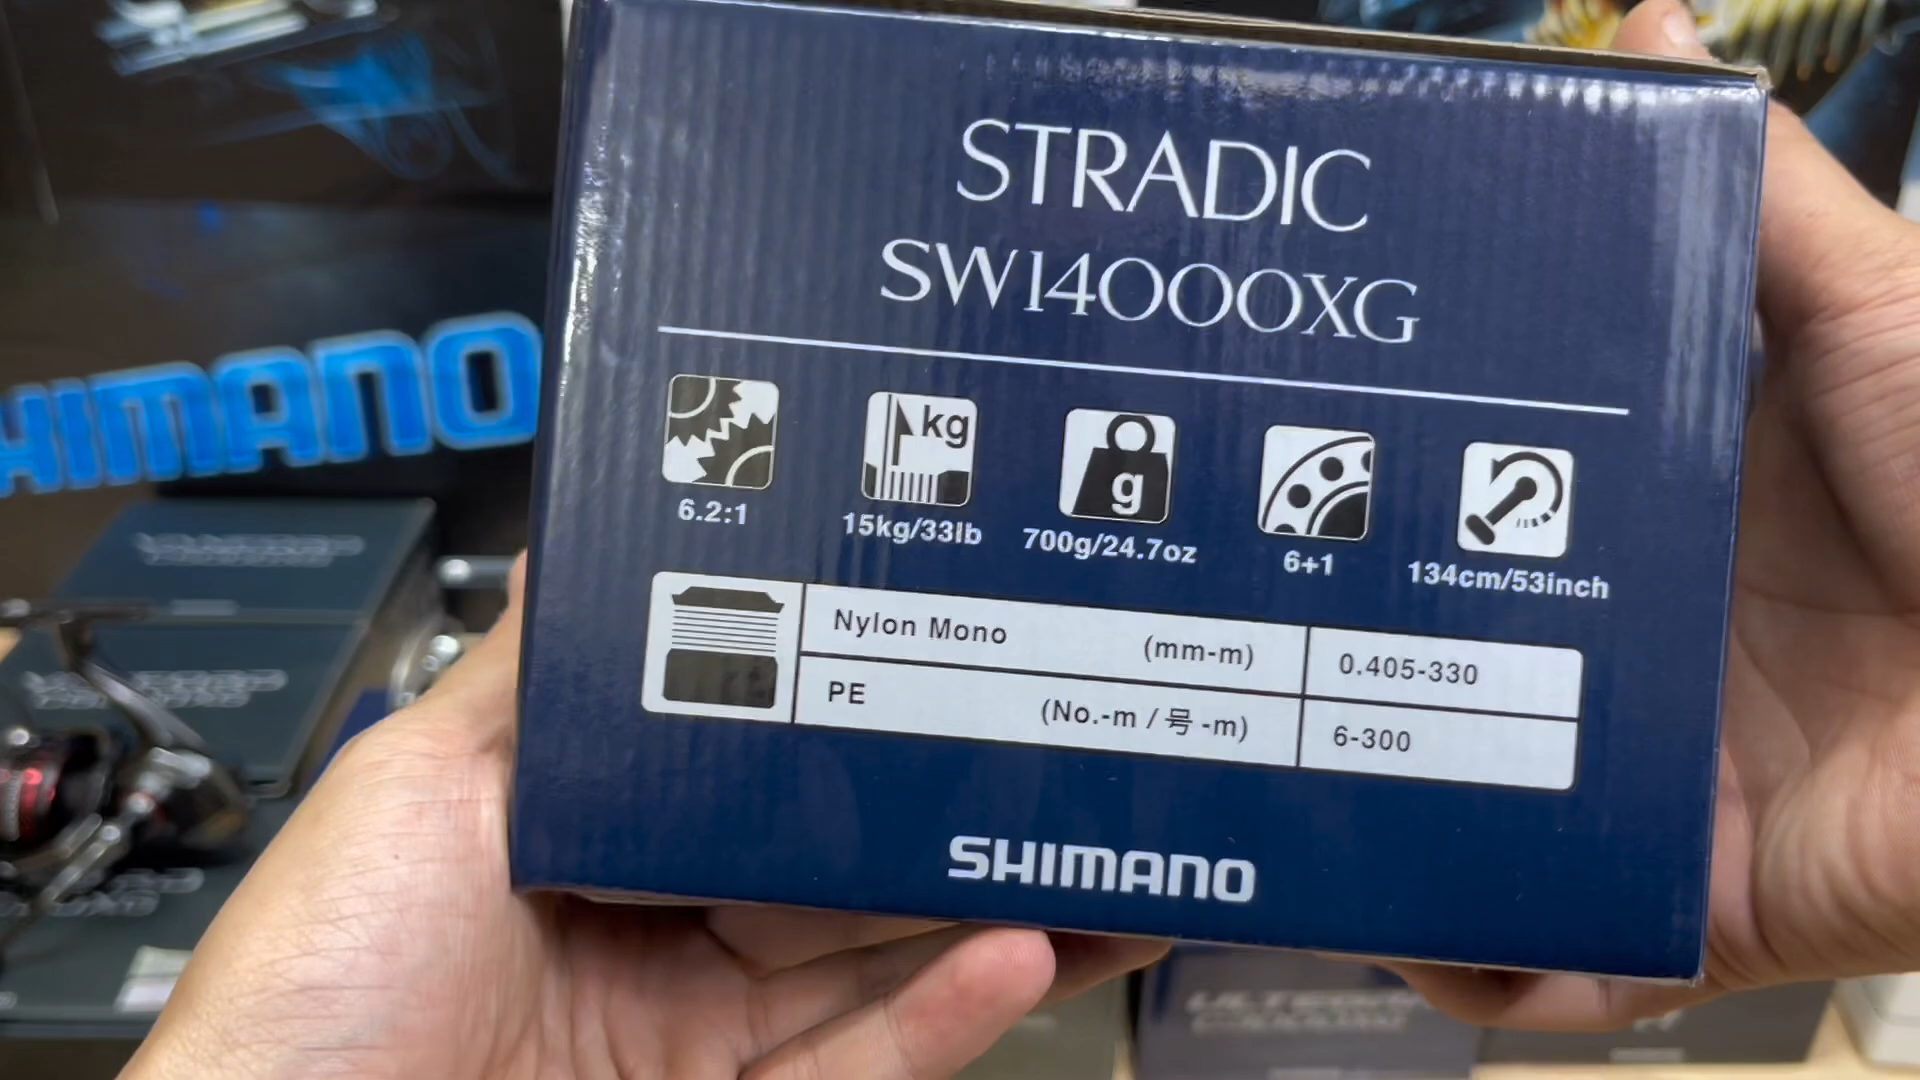 STRADIC
SW14000XG
kg
g
6.2:1
15kg/33lb
700g/24.7oz
6+1
134cm/53inch
Nylon Mono (mm-m) 0.405-330
PE (No.-m / 号 -m) 6-300
SHIMANO
SHIMANO